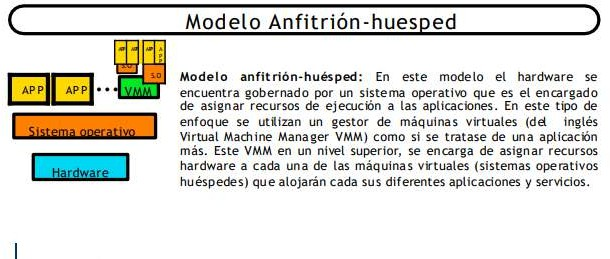 Modelo Anfitrión-huesped
APP APP APP APP
S.O S.O
APP APP ... VMM
Sistema operativo
Hardware
Modelo anfitrión-huésped: En este modelo el hardware se
encuentra gobernado por un sistema operativo que es el encargado
de asignar recursos de ejecución a las aplicaciones. En este tipo de
enfoque se utilizan un gestor de máquinas virtuales (del inglés
Virtual Machine Manager VMM) como si se tratase de una aplicación
más. Este VMM en un nivel superior, se encarga de asignar recursos
hardware a cada una de las máquinas virtuales (sistemas operativos
huéspedes) que alojarán cada sus diferentes aplicaciones y servicios.